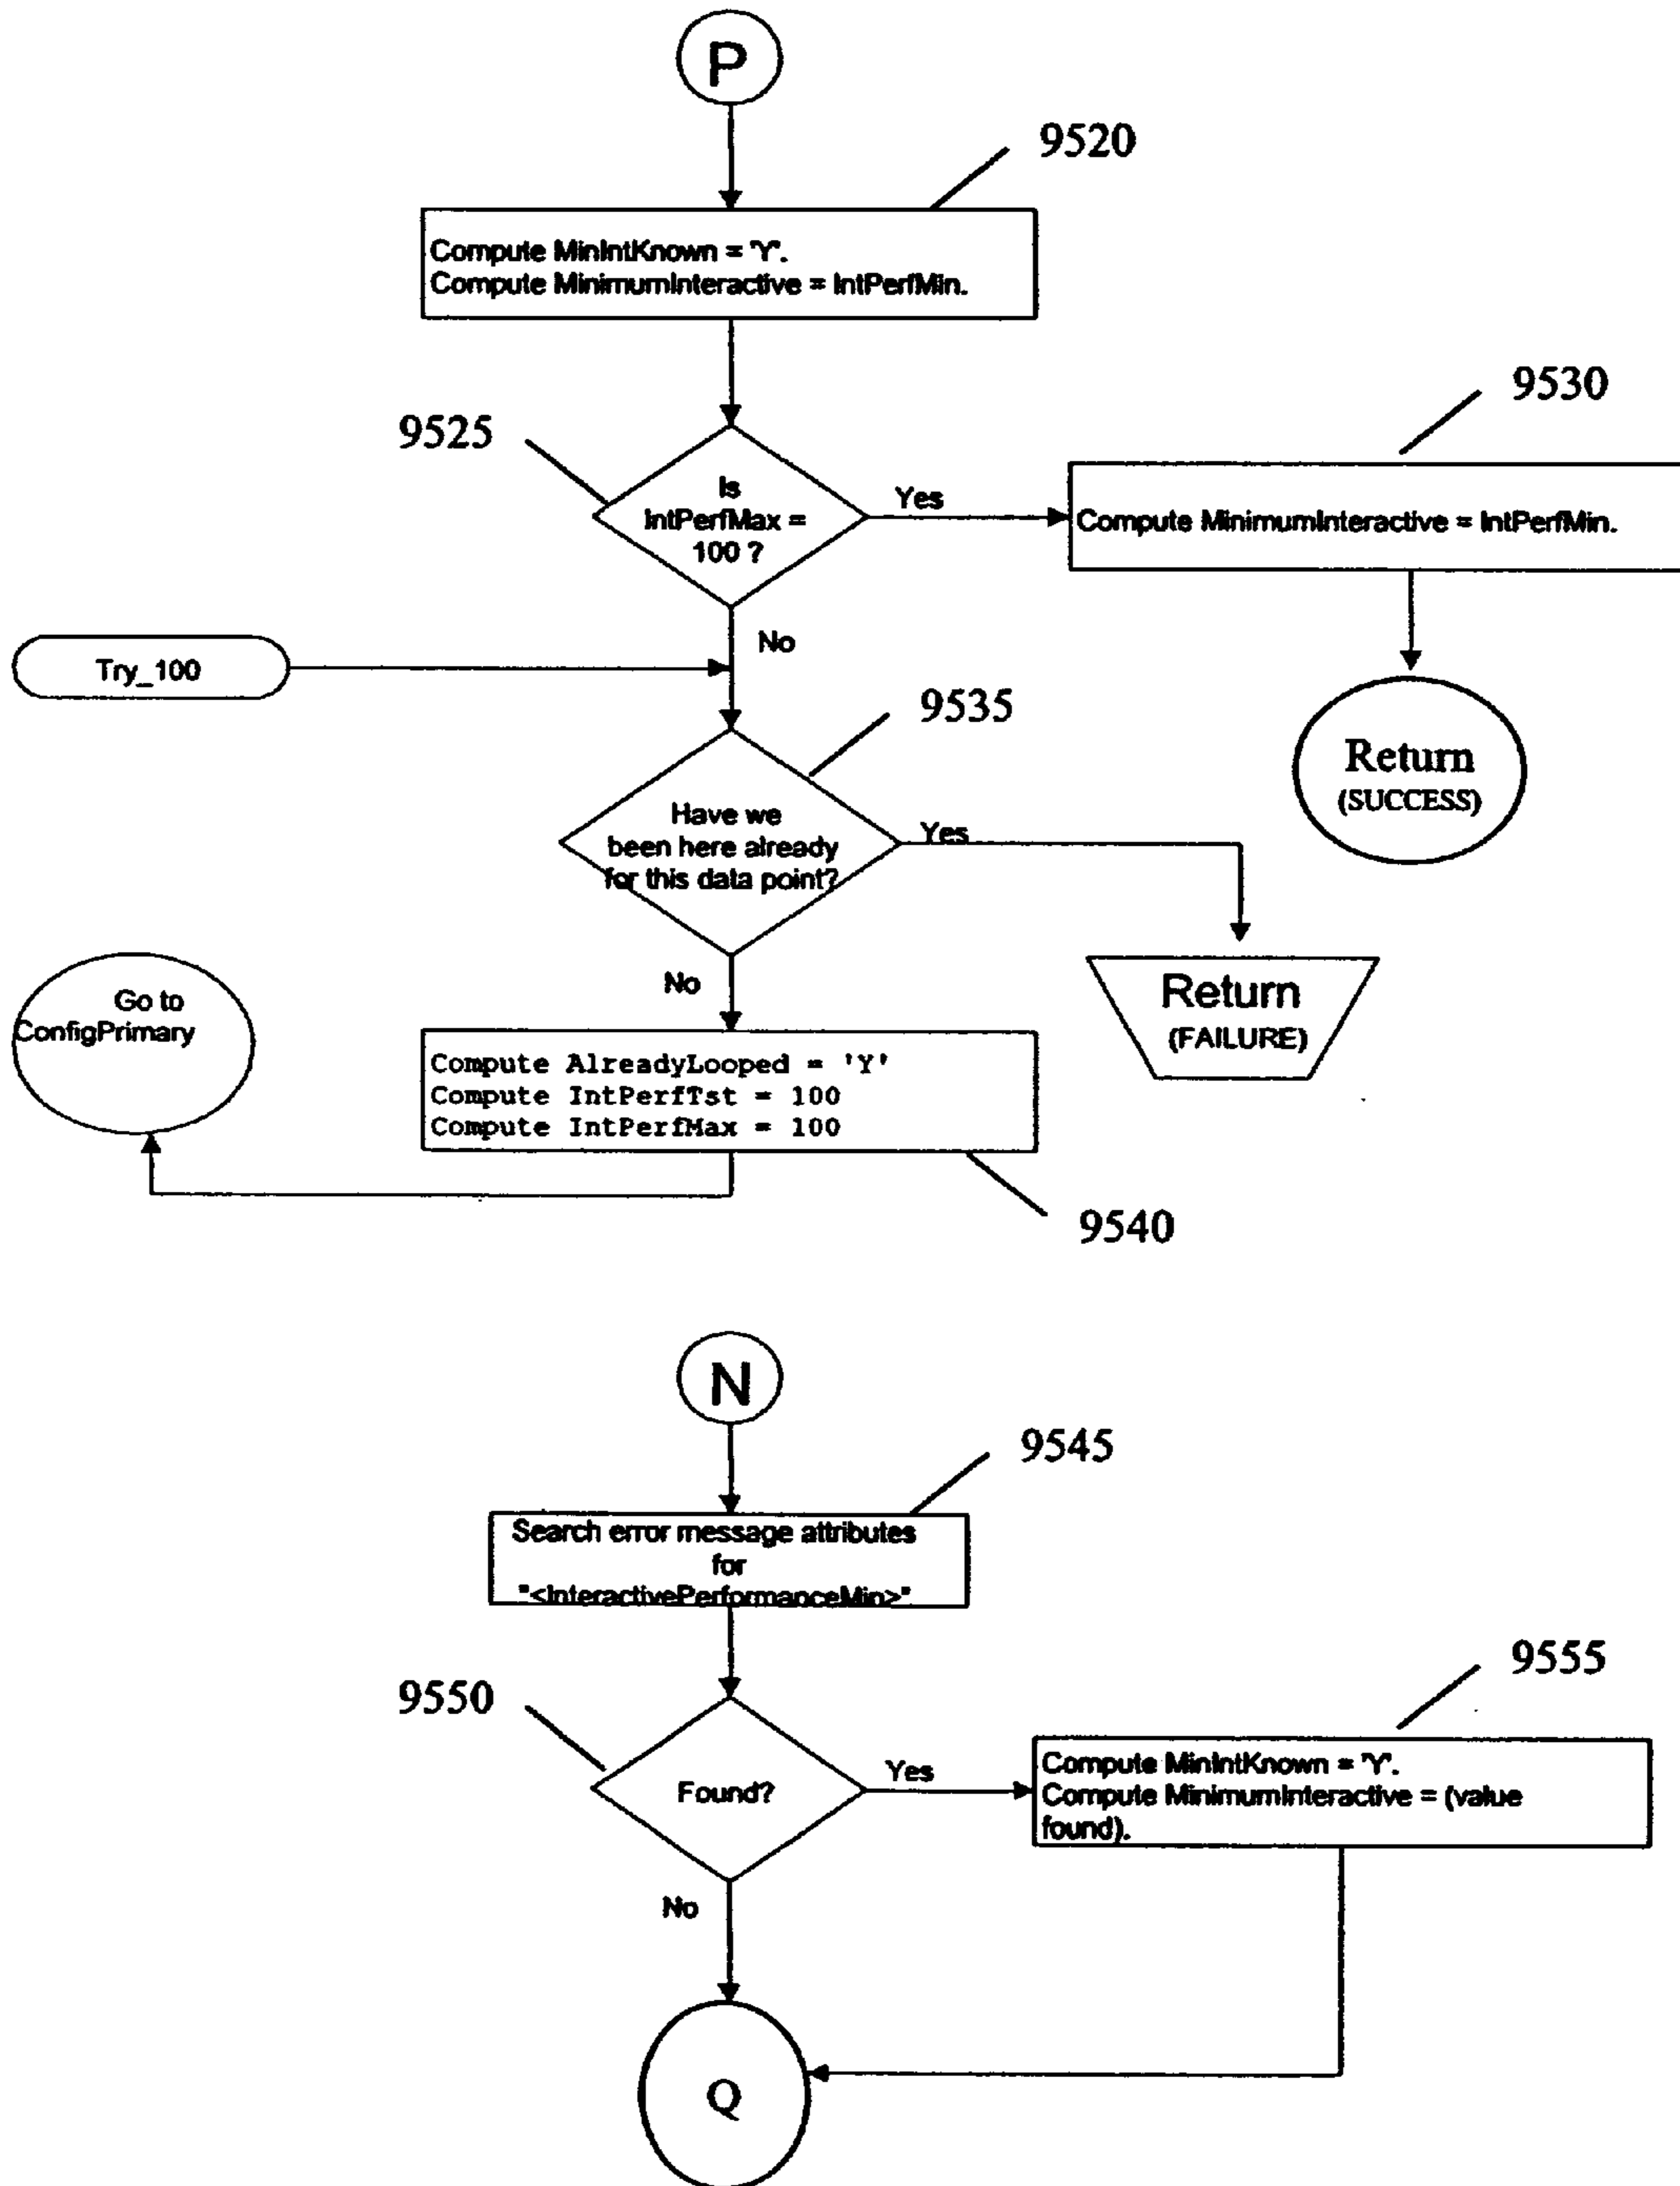 P
9520
Compute MinIntKnown = 'Y'.
Compute MinimumInteractive = IntPerfMin.
9530
9525
Is
IntPerfMax =
100 ?
Yes
Compute MinimumInteractive = IntPerfMin.
No
Try_100
9535
Return
(SUCCESS)
Have we
been here already
for this data point?
Yes
No
Go to
ConfigPrimary
Return
(FAILURE)
Compute AlreadyLooped = 'Y'
Compute IntPerfTst = 100
Compute IntPerfMax = 100
9540
N
9545
Search error message attributes
for
"<InteractivePerformanceMin>"
9555
9550
Found?
Yes
Compute MinIntKnown = 'Y'.
Compute MinimumInteractive = (value
found).
No
Q